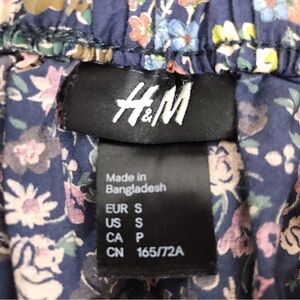 H&M
Made in
Bangladesh
EUR S
US S
CA P
CN 165/72A